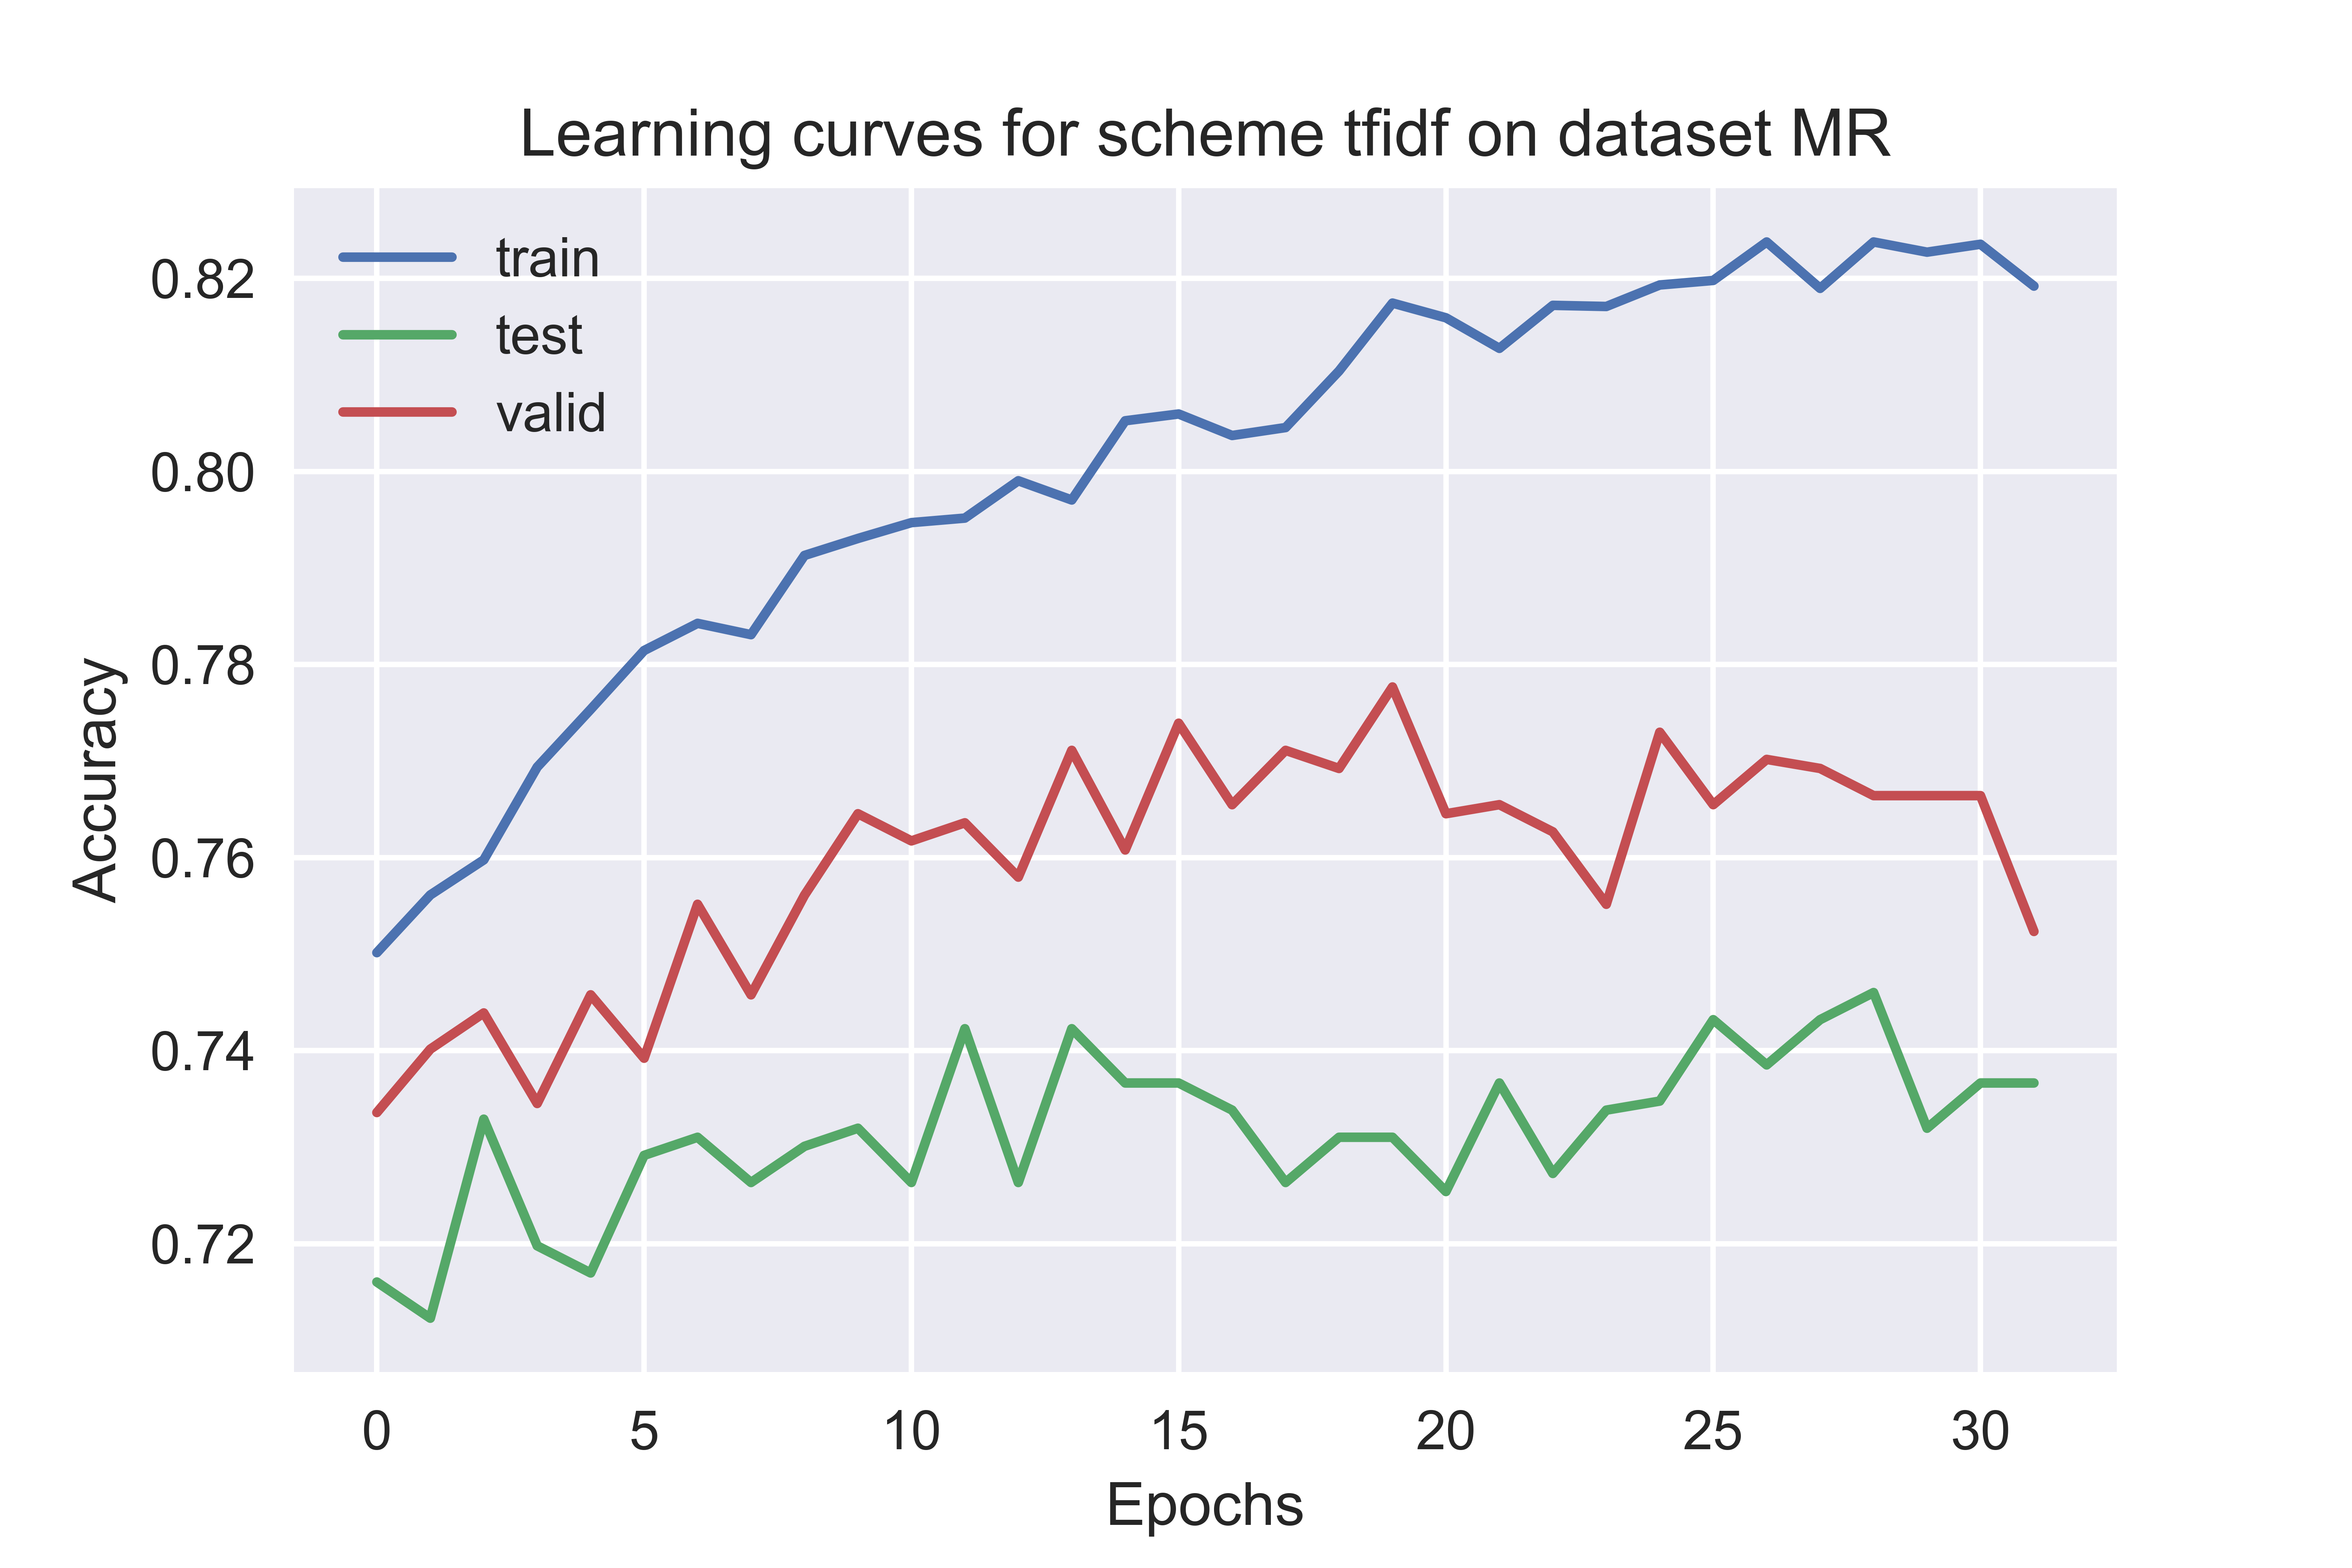 Learning curves for scheme tfidf on dataset MR
train
test
valid
0.82
0.80
0.78
0.76
0.74
0.72
Accuracy
0 5 10 15 20 25 30
Epochs